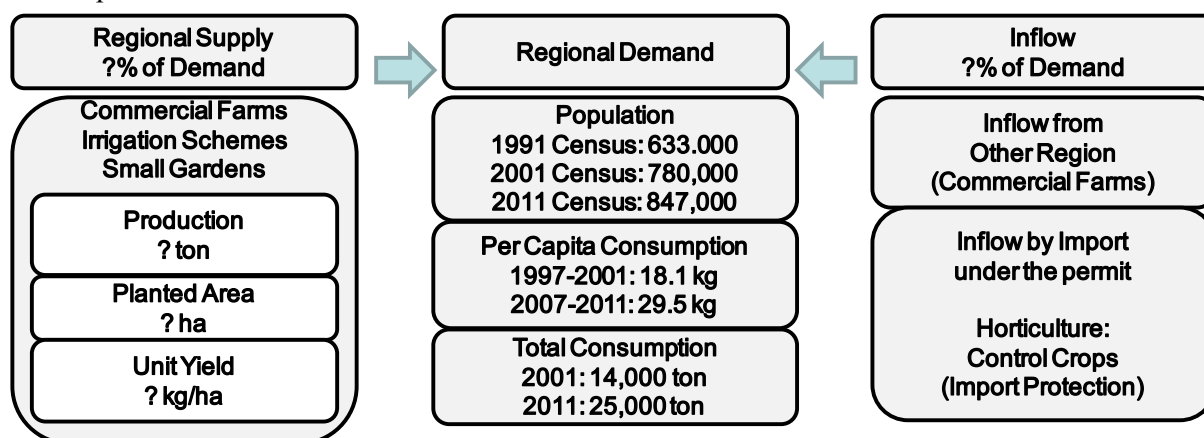 Regional Supply
?% of Demand
Commercial Farms
Irrigation Schemes
Small Gardens
Production
? ton
Planted Area
? ha
Unit Yield
? kg/ha
Regional Demand
Population
1991 Census: 633.000
2001 Census: 780,000
2011 Census: 847,000
Per Capita Consumption
1997-2001: 18.1 kg
2007-2011: 29.5 kg
Total Consumption
2001: 14,000 ton
2011: 25,000 ton
Inflow
?% of Demand
Inflow from
Other Region
(Commercial Farms)
Inflow by Import
under the permit
Horticulture:
Control Crops
(Import Protection)